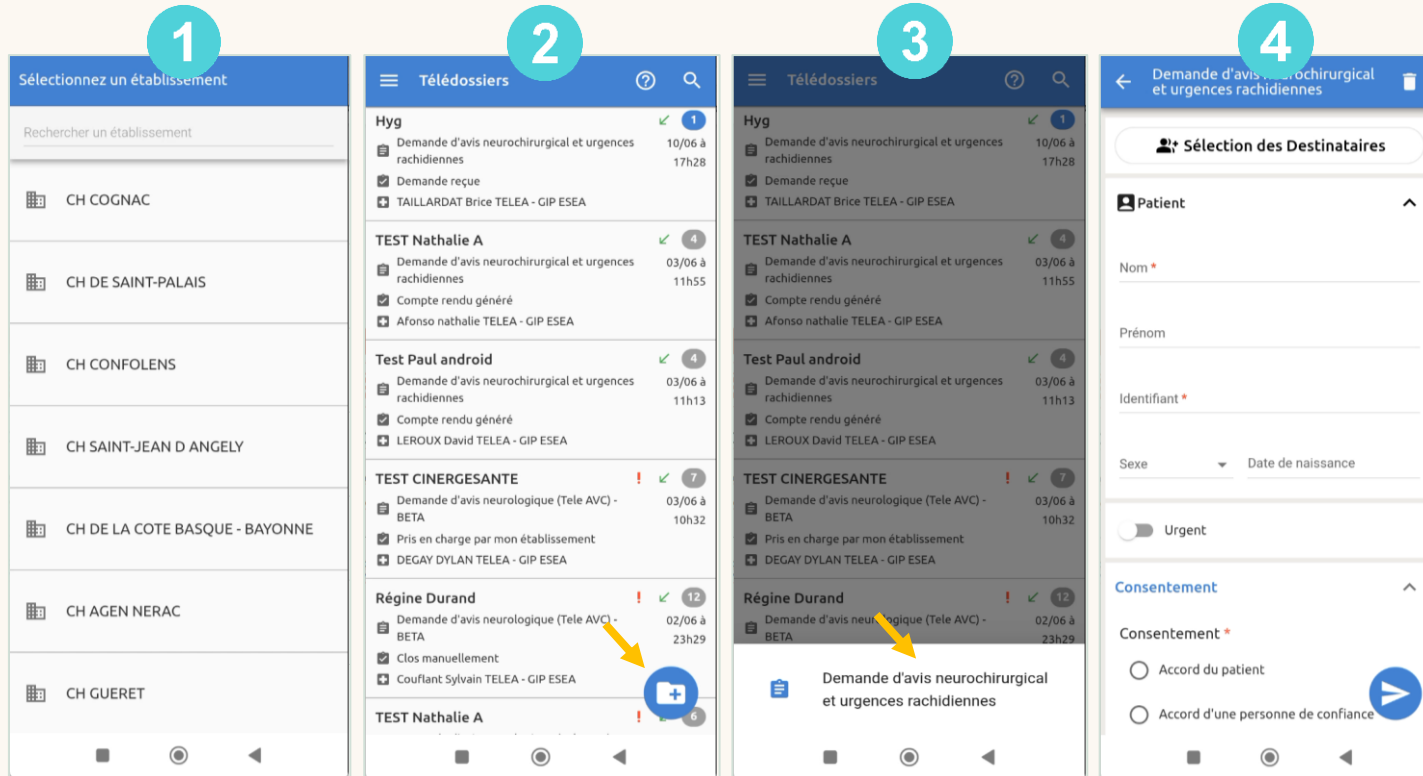 1
Sélectionnez un établissement
Rechercher un établissement
CH COGNAC
CH DE SAINT-PALAIS
CH CONFOLENS
CH SAINT-JEAN D ANGELY
CH DE LA COTE BASQUE - BAYONNE
CH AGEN NERAC
CH GUERET
2
Télédossiers
Hyg 1
Demande d'avis neurochirurgical et urgences 10/06 à
rachidiennes 17h28
Demande reçue
TAILLARDAT Brice TELEA - GIP ESEA
TEST Nathalie A 4
Demande d'avis neurochirurgical et urgences 03/06 à
rachidiennes 11h55
Compte rendu généré
Afonso nathalie TELEA - GIP ESEA
Test Paul android 4
Demande d'avis neurochirurgical et urgences 03/06 à
rachidiennes 11h13
Compte rendu généré
LEROUX David TELEA - GIP ESEA
TEST CINERGESANTE ! 7
Demande d'avis neurologique (Tele AVC) - 03/06 à
BETA 10h32
Pris en charge par mon établissement
DEGAY DYLAN TELEA - GIP ESEA
Régine Durand ! 12
Demande d'avis neurologique (Tele AVC) - 02/06 à
BETA 23h29
Clos manuellement
Couflant Sylvain TELEA - GIP ESEA
TEST Nathalie A ! 6
3
Télédossiers
Hyg 1
Demande d'avis neurochirurgical et urgences 10/06 à
rachidiennes 17h28
Demande reçue
TAILLARDAT Brice TELEA - GIP ESEA
TEST Nathalie A 4
Demande d'avis neurochirurgical et urgences 03/06 à
rachidiennes 11h55
Compte rendu généré
Afonso nathalie TELEA - GIP ESEA
Test Paul android 4
Demande d'avis neurochirurgical et urgences 03/06 à
rachidiennes 11h13
Compte rendu généré
LEROUX David TELEA - GIP ESEA
TEST CINERGESANTE ! 7
Demande d'avis neurologique (Tele AVC) - 03/06 à
BETA 10h32
Pris en charge par mon établissement
DEGAY DYLAN TELEA - GIP ESEA
Régine Durand ! 12
Demande d'avis neurologique (Tele AVC) - 02/06 à
BETA 23h29
Demande d'avis neurochirurgical
et urgences rachidiennes
4
Demande d'avis neurochirurgical
et urgences rachidiennes
Sélection des Destinataires
Patient
Nom *
Prénom
Identifiant *
Sexe Date de naissance
Urgent
Consentement
Consentement *
Accord du patient
Accord d'une personne de confiance